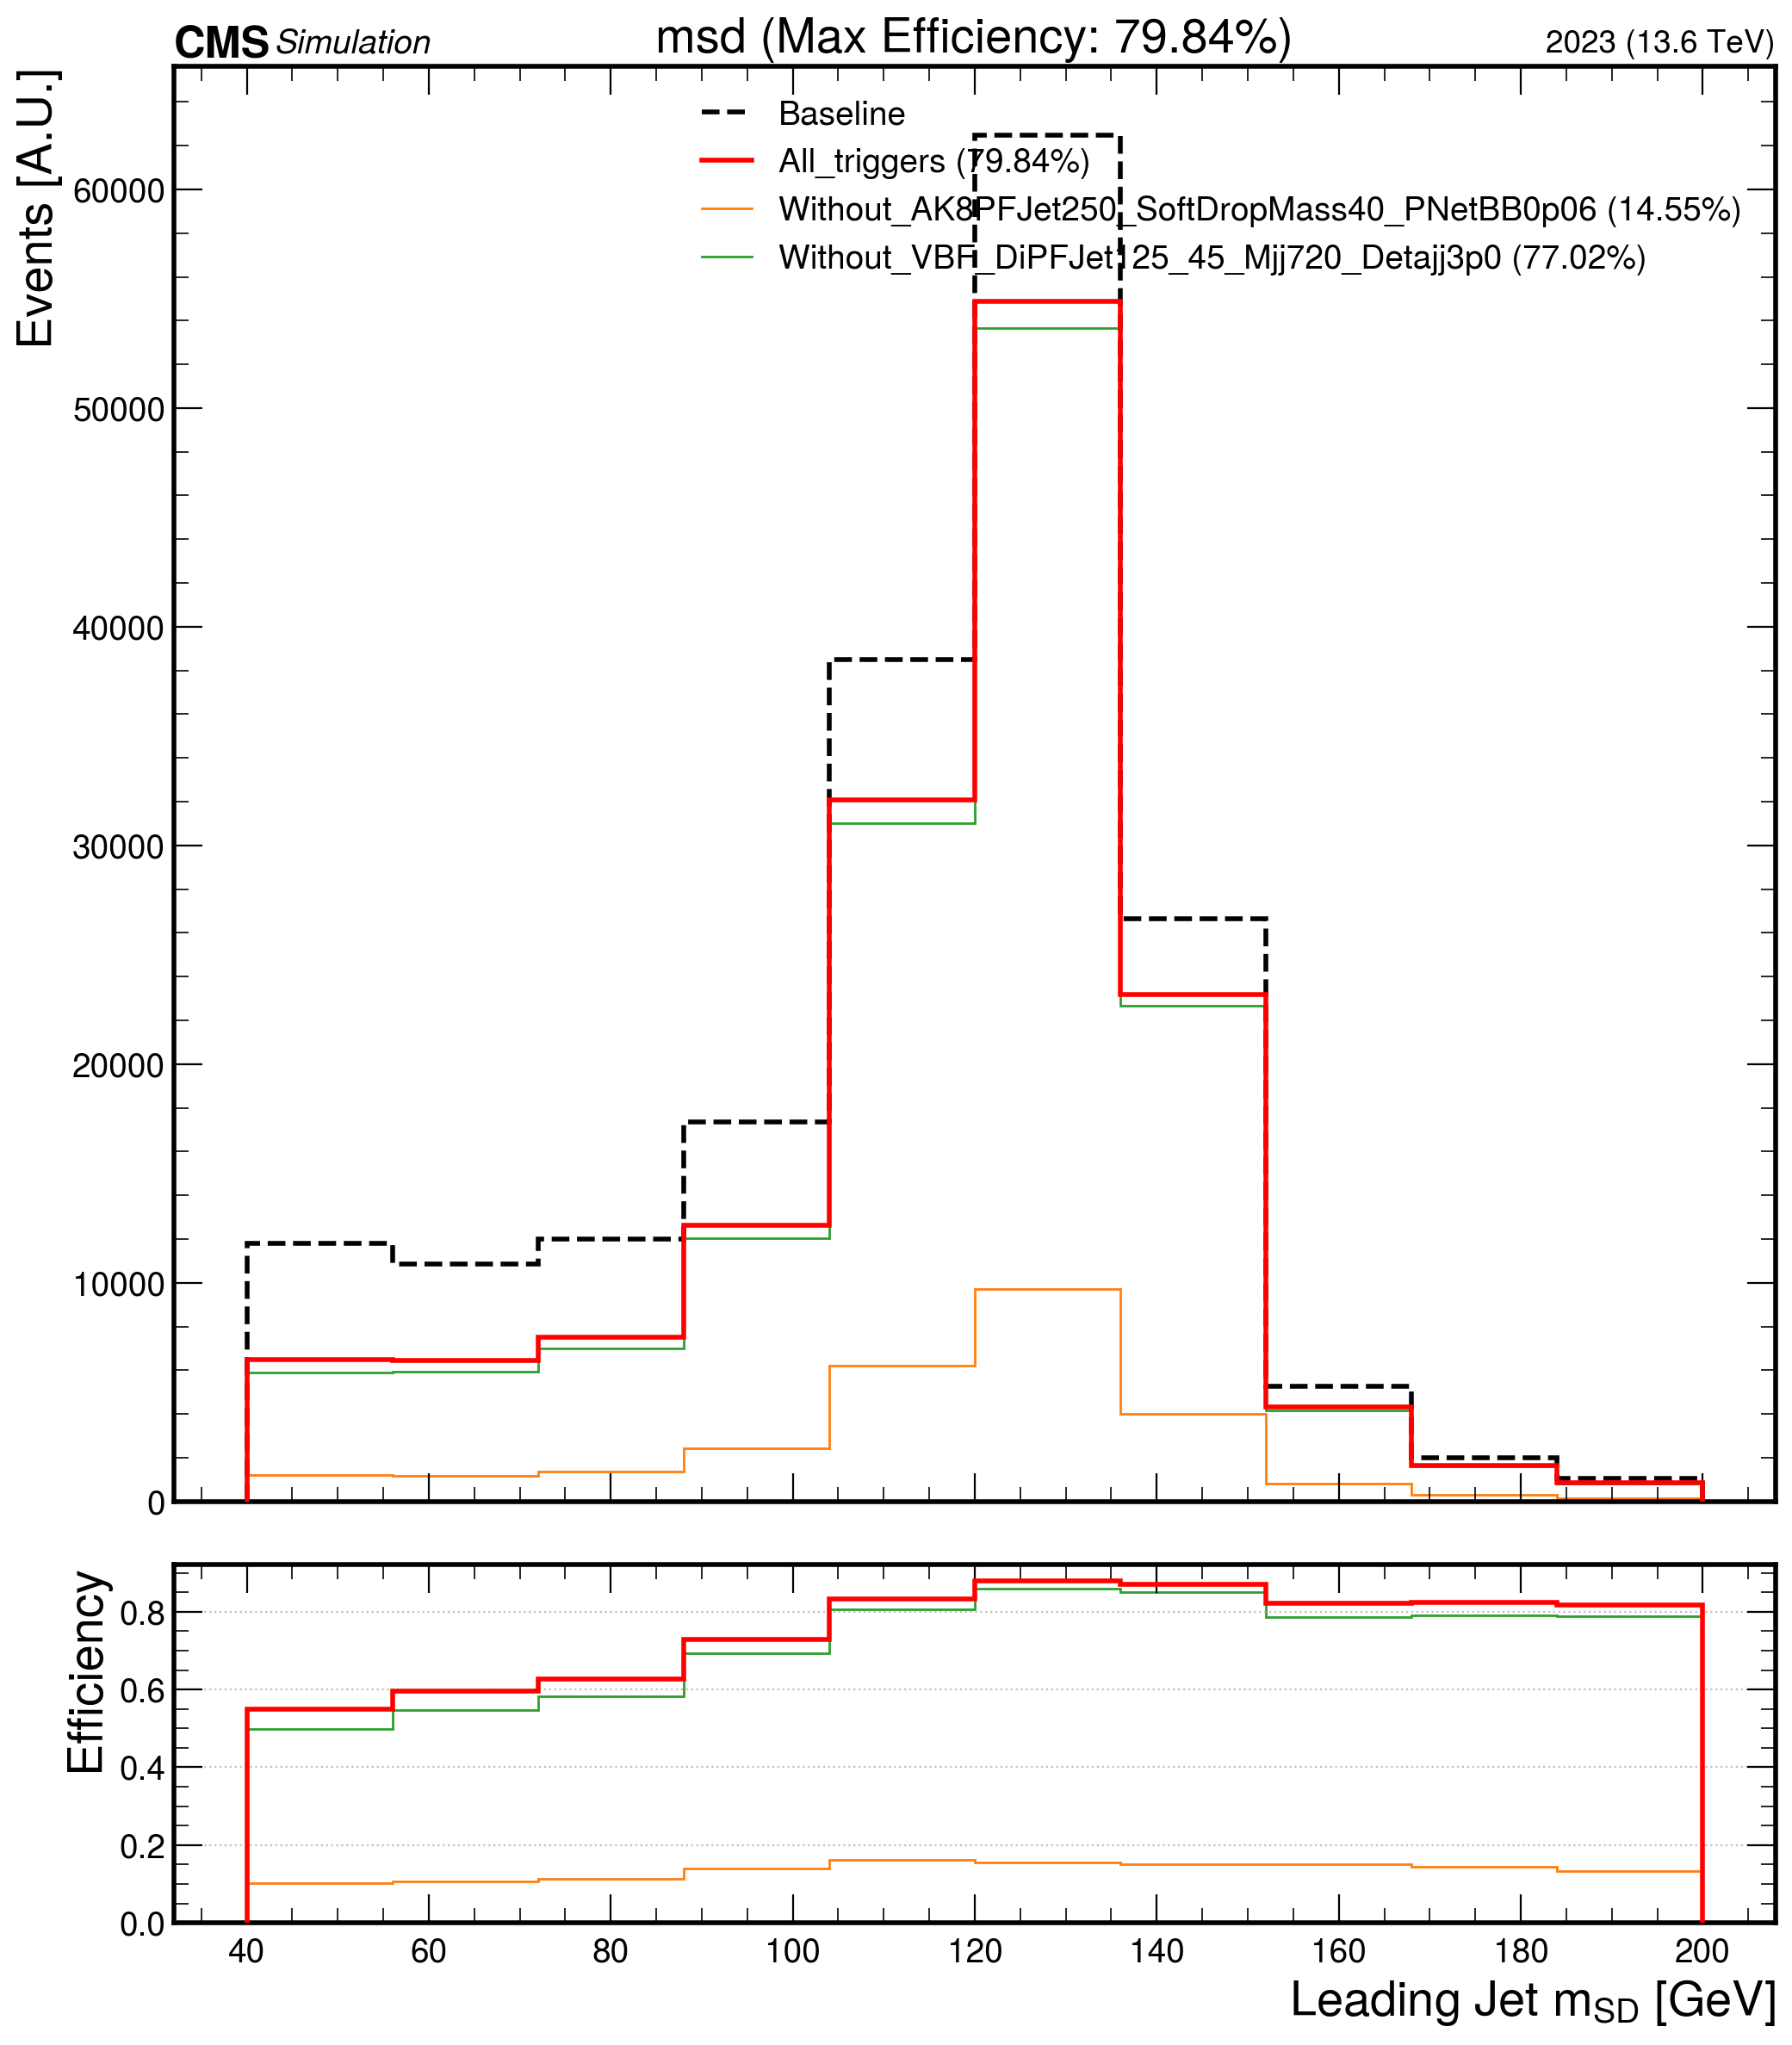 CMS Simulation
msd (Max Efficiency: 79.84%)
2023 (13.6 TeV)
Events [A.U.]
Baseline
All_triggers (79.84%)
Without_AK8PFJet250_SoftDropMass40_PNetBB0p06 (14.55%)
Without_VBF_DiPFJet125_45_Mjj720_Detajj3p0 (77.02%)
60000
50000
40000
30000
20000
10000
0
Efficiency
0.8
0.6
0.4
0.2
0.0
40 60 80 100 120 140 160 180 200
Leading Jet mSD [GeV]